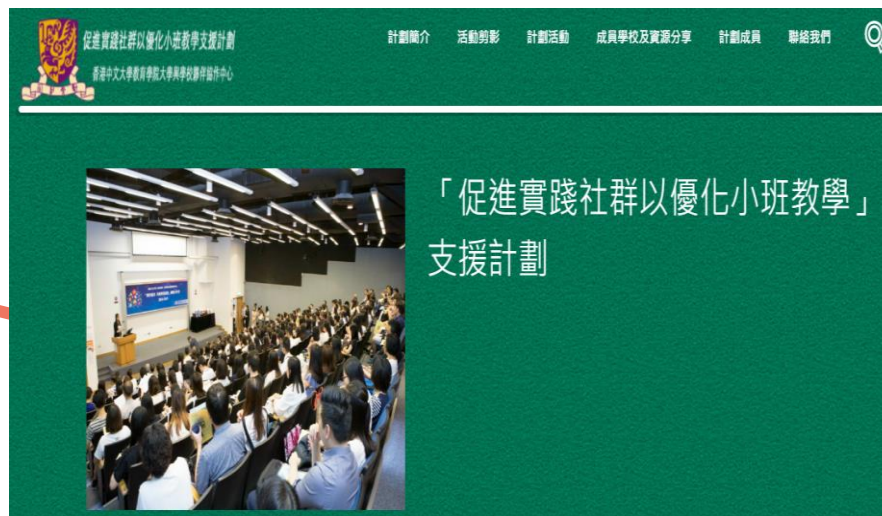 促進實踐社群以優化小班教學支援計劃
香港中文大學教育學院大學與學校夥伴協作中心
計劃簡介 活動剪影 計劃活動 成員學校及資源分享 計劃成員 聯絡我們
「促進實踐社群以優化小班教學」
支援計劃